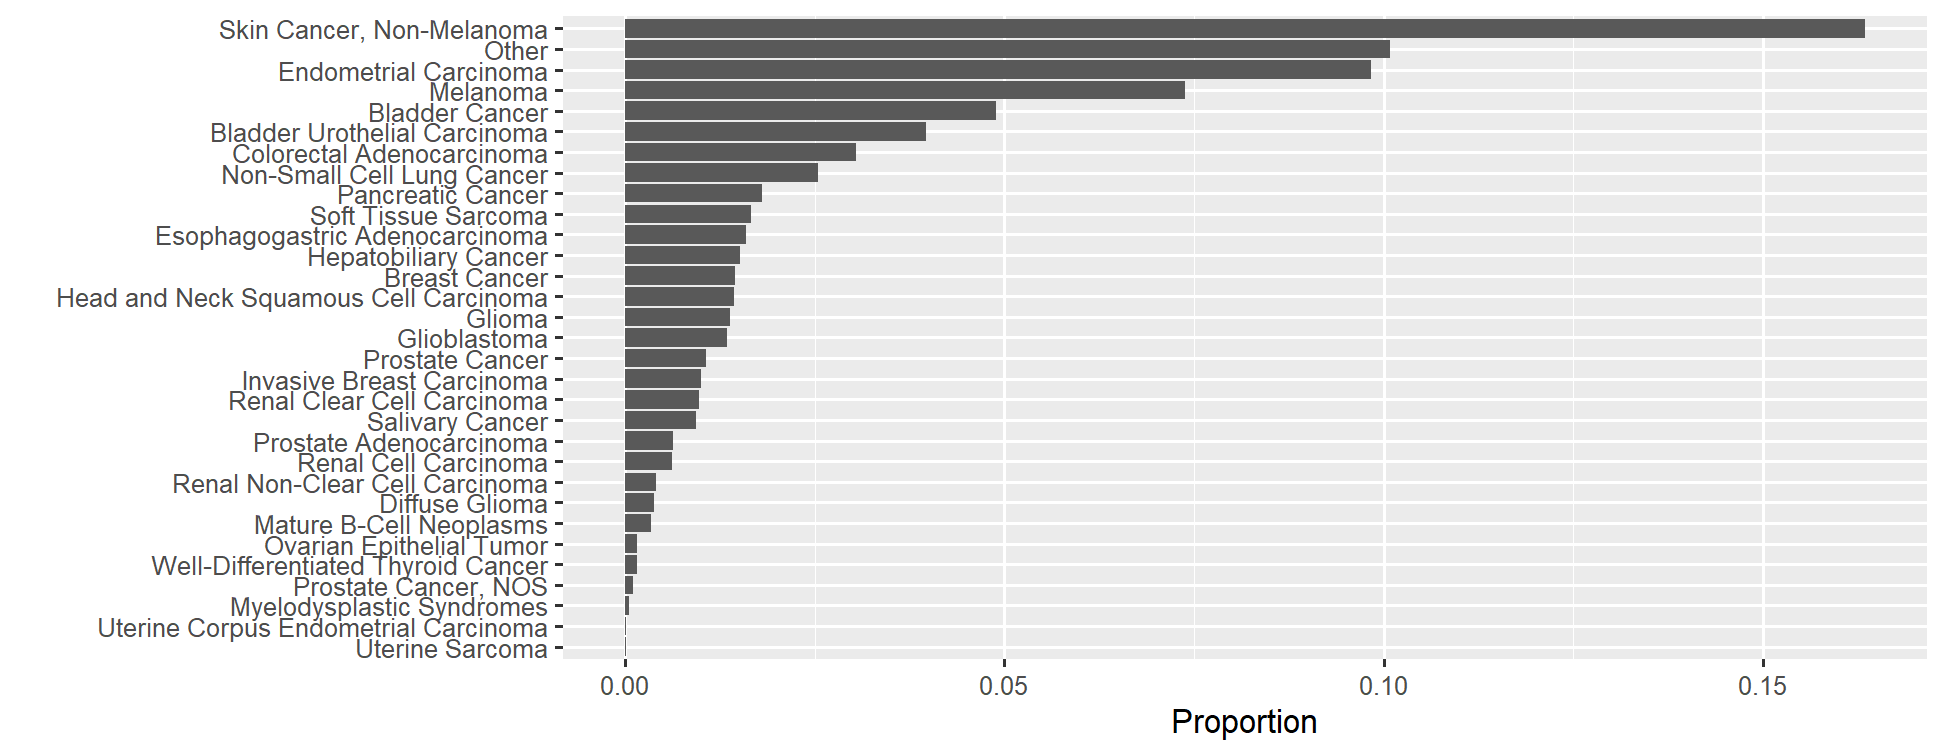 Skin Cancer, Non-Melanoma
Other
Endometrial Carcinoma
Melanoma
Bladder Cancer
Bladder Urothelial Carcinoma
Colorectal Adenocarcinoma
Non-Small Cell Lung Cancer
Pancreatic Cancer
Soft Tissue Sarcoma
Esophagogastric Adenocarcinoma
Hepatobiliary Cancer
Breast Cancer
Head and Neck Squamous Cell Carcinoma
Glioma
Glioblastoma
Prostate Cancer
Invasive Breast Carcinoma
Renal Clear Cell Carcinoma
Salivary Cancer
Prostate Adenocarcinoma
Renal Cell Carcinoma
Renal Non-Clear Cell Carcinoma
Diffuse Glioma
Mature B-Cell Neoplasms
Ovarian Epithelial Tumor
Well-Differentiated Thyroid Cancer
Prostate Cancer, NOS
Myelodysplastic Syndromes
Uterine Corpus Endometrial Carcinoma
Uterine Sarcoma
0.00 0.05 0.10 0.15
Proportion